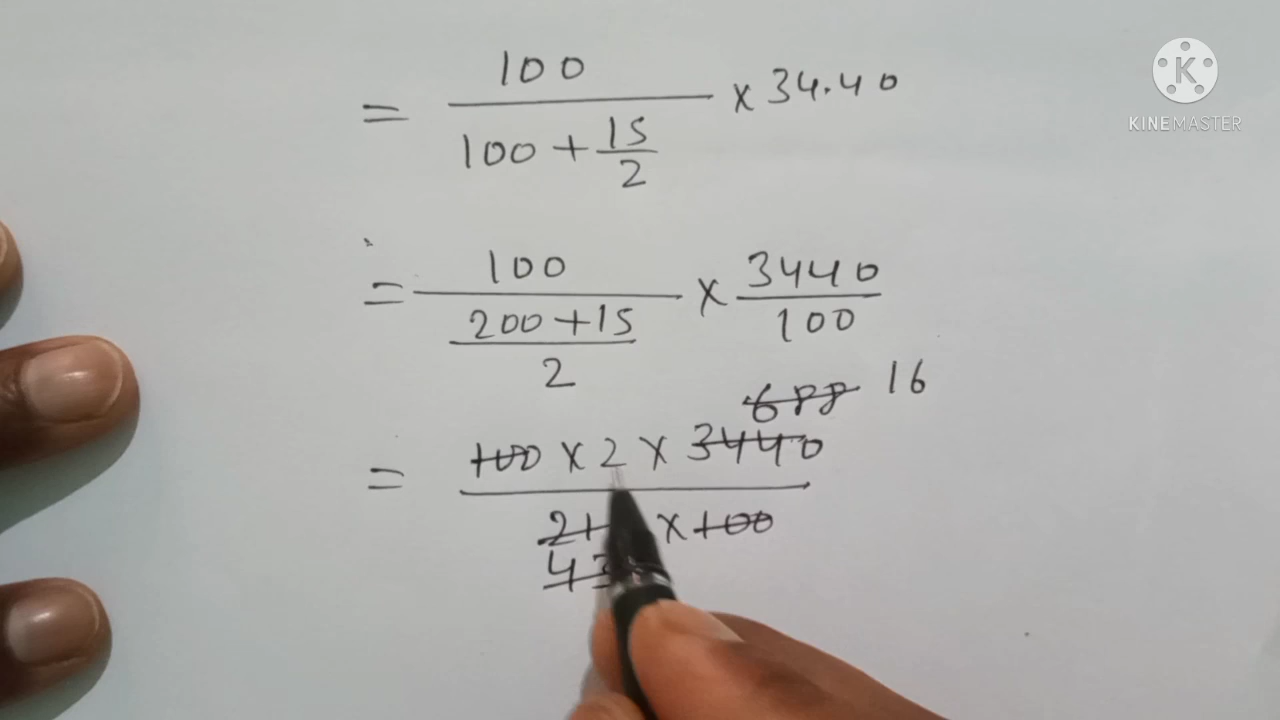 100
= ────── × 34.40
100 + 15/2
K
KINEMASTER
100
= ────── × 3440/100
200 + 15
2
688 16
= 100 × 2 × 3440
× 100